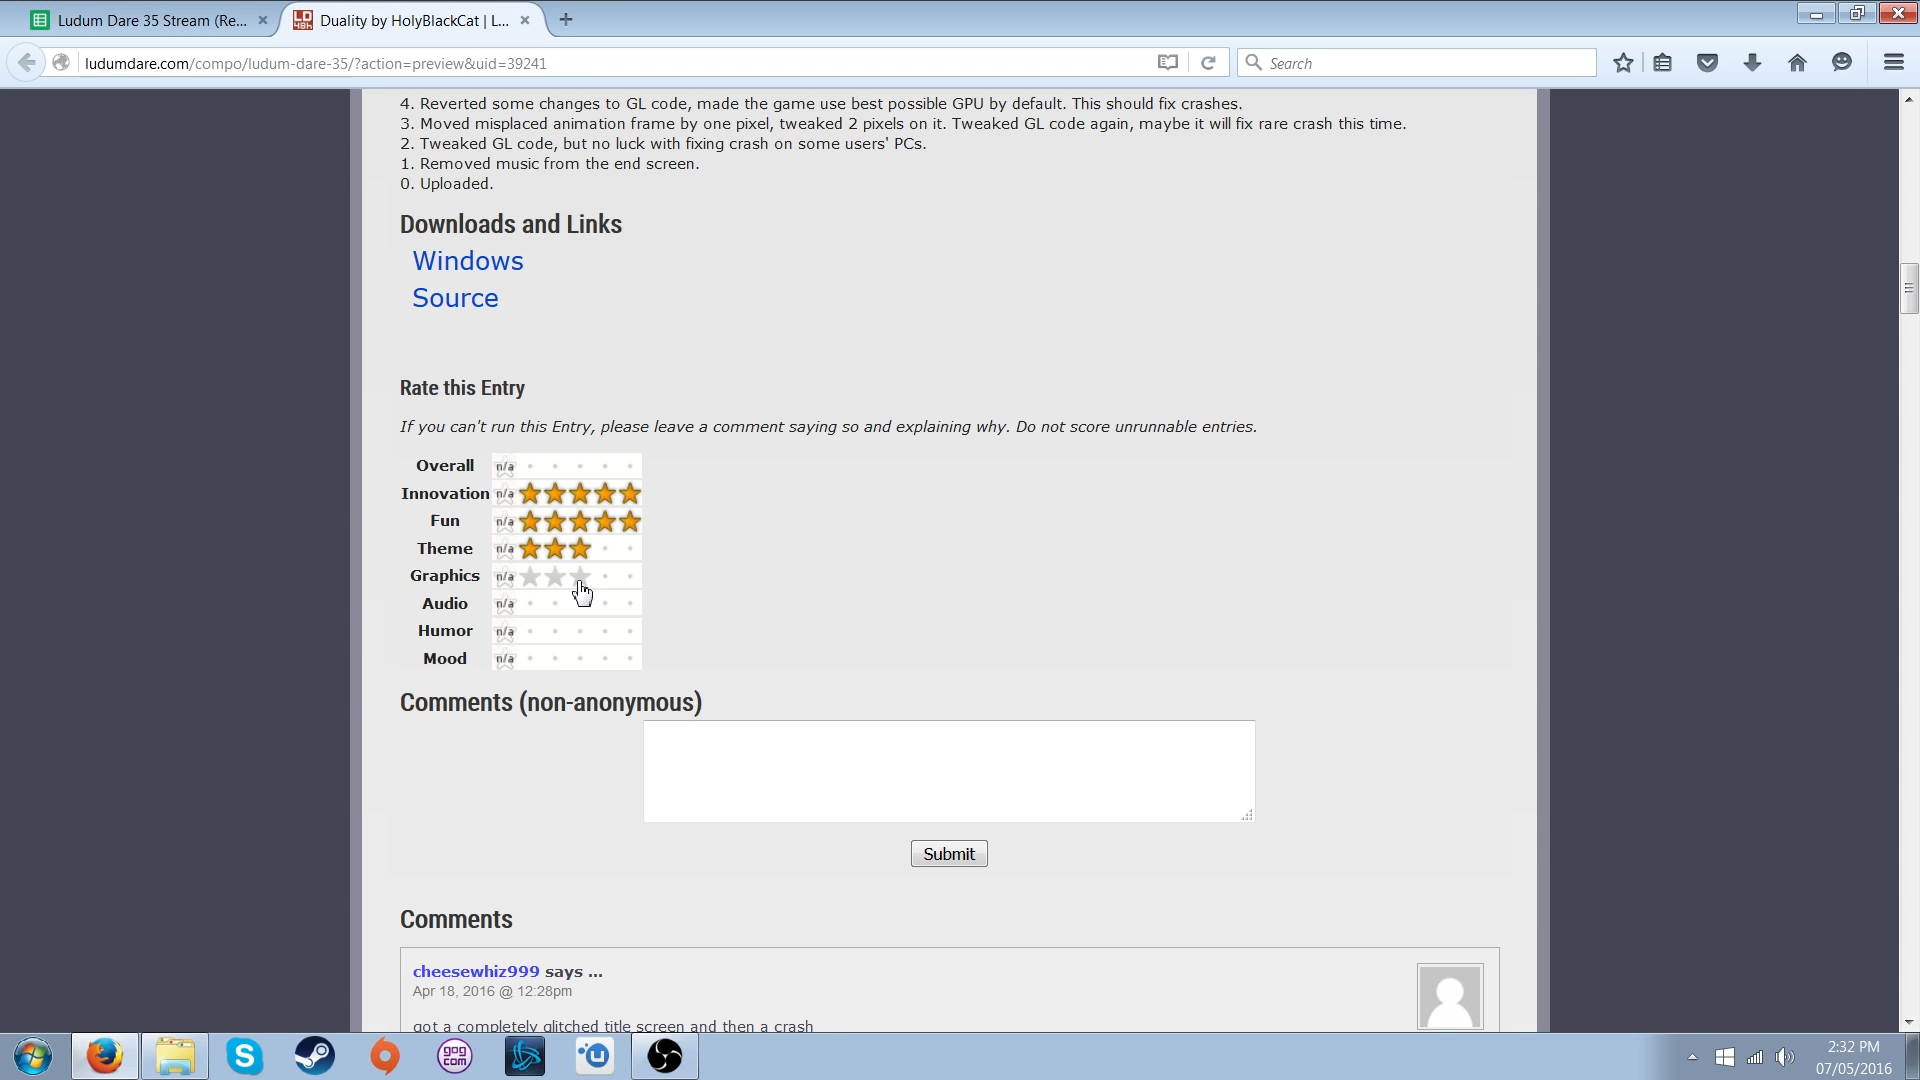 Ludum Dare 35 Stream (Re...
Duality by HolyBlackCat | L...
ludumdare.com/compo/ludum-dare-35/?action=preview&uid=39241
Search
4. Reverted some changes to GL code, made the game use best possible GPU by default. This should fix crashes.
3. Moved misplaced animation frame by one pixel, tweaked 2 pixels on it. Tweaked GL code again, maybe it will fix rare crash this time.
2. Tweaked GL code, but no luck with fixing crash on some users' PCs.
1. Removed music from the end screen.
0. Uploaded.
Downloads and Links
Windows
Source
Rate this Entry
If you can't run this Entry, please leave a comment saying so and explaining why. Do not score unrunnable entries.
Overall n/a
Innovation n/a
Fun n/a
Theme n/a
Graphics n/a
Audio n/a
Humor n/a
Mood n/a
Comments (non-anonymous)
Submit
Comments
cheesewhiz999 says ...
Apr 18, 2016 @ 12:28pm
got a completely glitched title screen and then a crash
gog
com
2:32 PM
07/05/2016